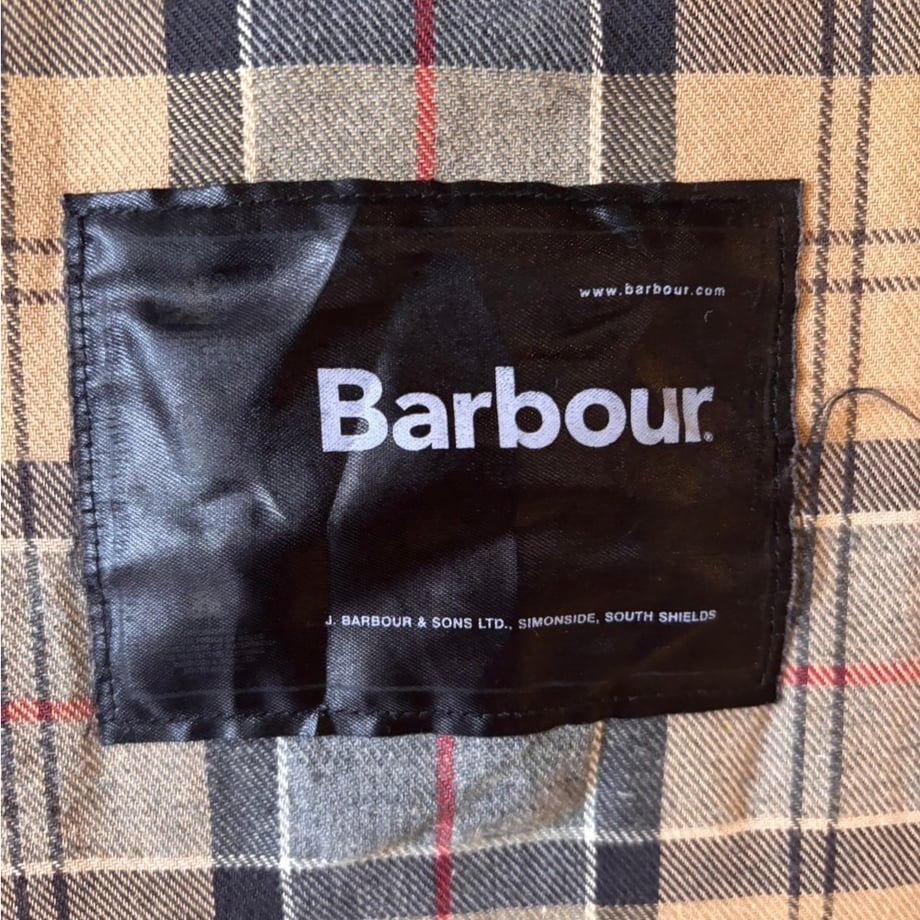 www.barbour.com
Barbour®
J. BARBOUR & SONS LTD., SIMONSIDE, SOUTH SHIELDS